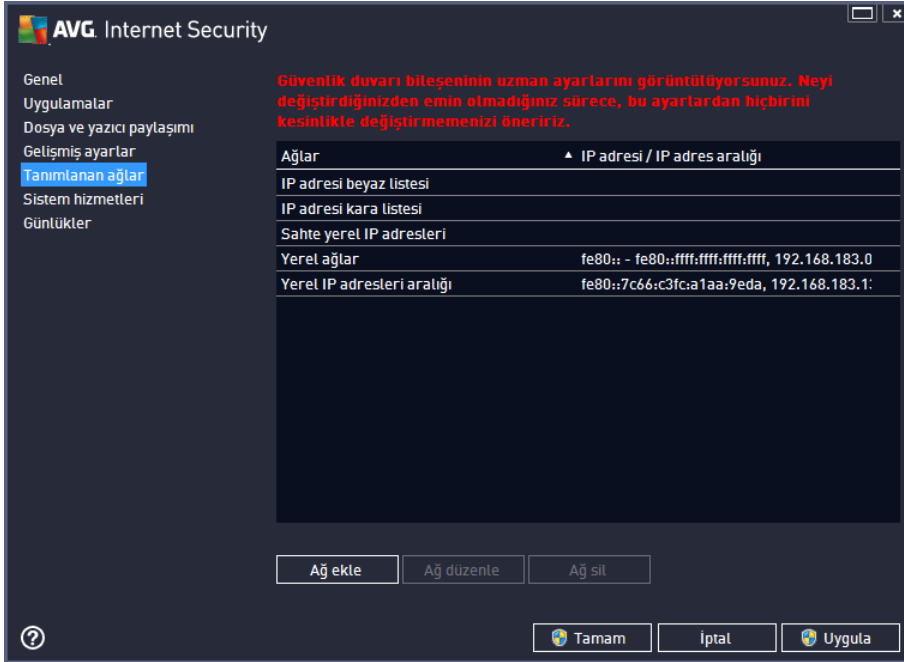 AVG. Internet Security
Genel
Uygulamalar
Dosya ve yazıcı paylaşımı
Gelişmiş ayarlar
Tanımlanan ağlar
Sistem hizmetleri
Günlükler
Güvenlik duvarı bileşeninin uzman ayarlarını görüntülüyorsunuz. Neyi
değiştirdiğinizden emin olmadığınız sürece, bu ayarlardan hiçbirini
kesinlikle değiştirmemenizi öneririz.
Ağlar ▲ IP adresi / IP adres aralığı
IP adresi beyaz listesi
IP adresi kara listesi
Sahte yerel IP adresleri
Yerel ağlar fe80:: - fe80::ffff:ffff:ffff:ffff, 192.168.183.0
Yerel IP adresleri aralığı fe80::7c66:c3fc:a1aa:9eda, 192.168.183.1
Ağ ekle Ağ düzenle Ağ sil
? Tamam İptal Uygula